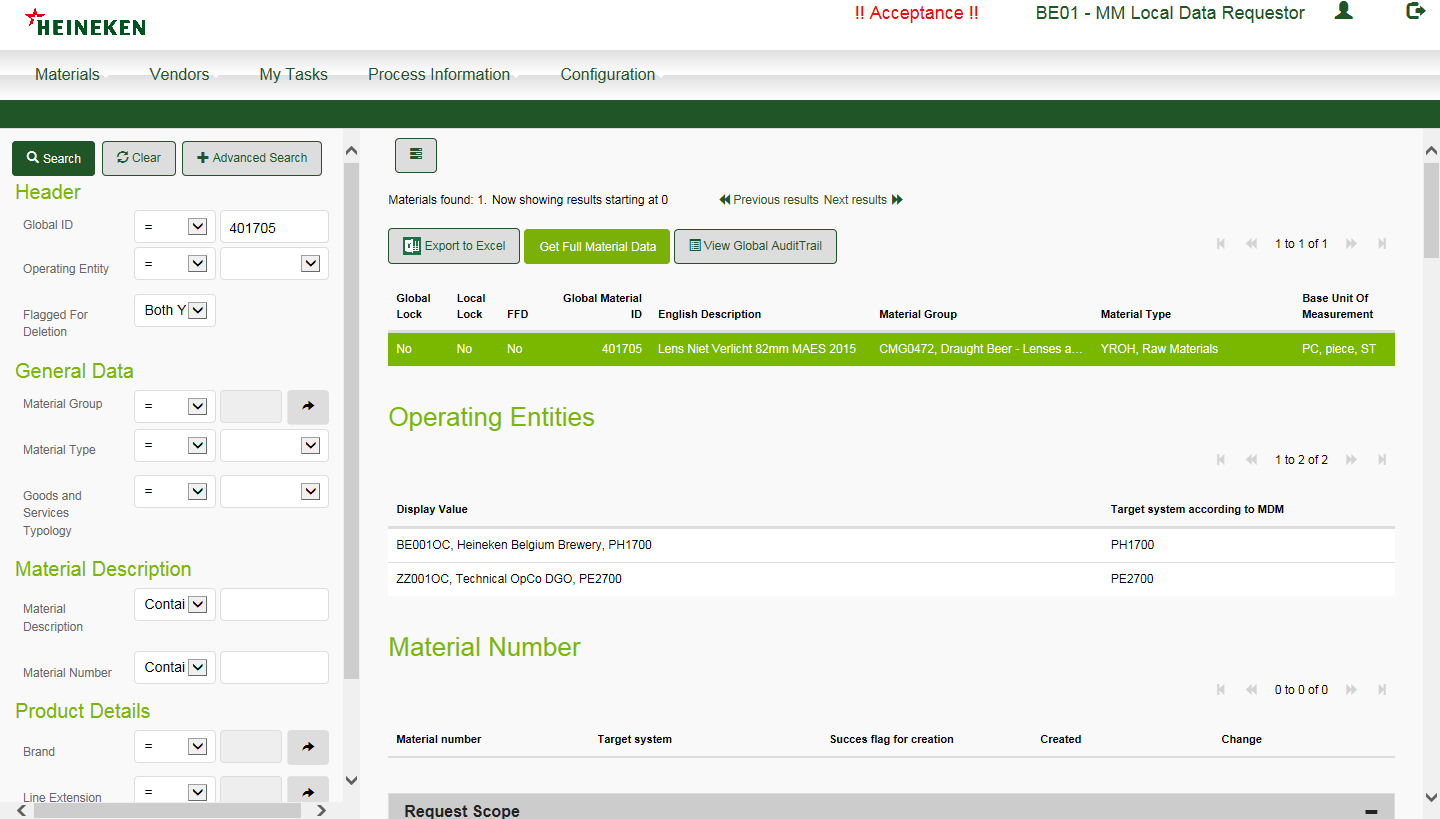 HEINEKEN
!! Acceptance !!
BE01 - MM Local Data Requestor
Materials
Vendors
My Tasks
Process Information
Configuration
Search
Clear
Advanced Search
Header
Global ID
=
401705
Operating Entity
=
Flagged For
Deletion
Both Y
General Data
Material Group
=
Material Type
=
Goods and
Services
Typology
=
Material Description
Material
Description
Contai
Material Number
Contai
Product Details
Brand
=
Line Extension
=
Materials found: 1. Now showing results starting at 0
Previous results
Next results
Export to Excel
Get Full Material Data
View Global AuditTrail
1 to 1 of 1
Global Lock
Local Lock
FFD
Global Material ID
English Description
Material Group
Material Type
Base Unit Of Measurement
No
No
No
401705
Lens Niet Verlicht 82mm MAES 2015
CMG0472, Draught Beer - Lenses a...
YROH, Raw Materials
PC, piece, ST
Operating Entities
1 to 2 of 2
Display Value
Target system according to MDM
BE001OC, Heineken Belgium Brewery, PH1700
PH1700
ZZ001OC, Technical OpCo DGO, PE2700
PE2700
Material Number
0 to 0 of 0
Material number
Target system
Succes flag for creation
Created
Change
Request Scope